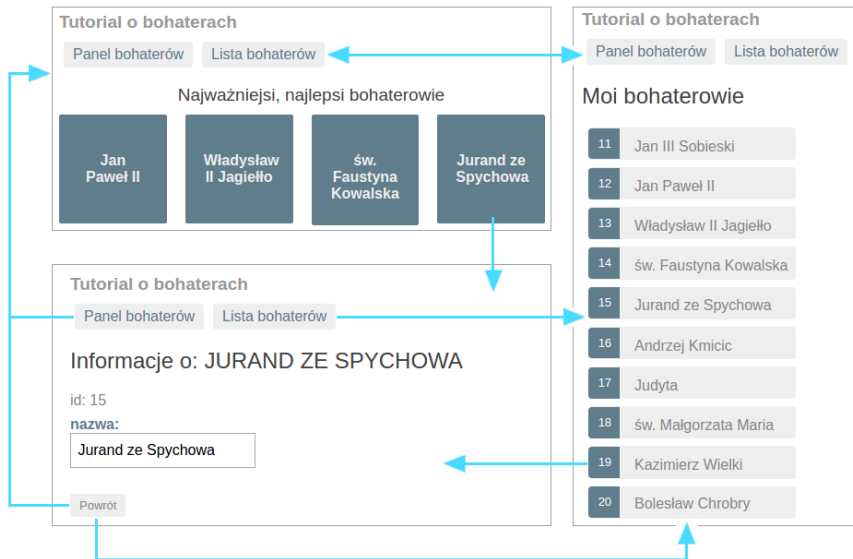 Tutorial o bohaterach
Panel bohaterów
Lista bohaterów
Najważniejsi, najlepsi bohaterowie
Jan
Paweł II
Władysław
II Jagiełło
św.
Faustyna
Kowalska
Jurand ze
Spychowa
Tutorial o bohaterach
Panel bohaterów
Lista bohaterów
Informacje o: JURAND ZE SPYCHOWA
id: 15
nazwa:
Jurand ze Spychowa
Powrót
Tutorial o bohaterach
Panel bohaterów
Lista bohaterów
Moi bohaterowie
11 Jan III Sobieski
12 Jan Paweł II
13 Władysław II Jagiełło
14 św. Faustyna Kowalska
15 Jurand ze Spychowa
16 Andrzej Kmicic
17 Judyta
18 św. Małgorzata Maria
19 Kazimierz Wielki
20 Bolesław Chrobry